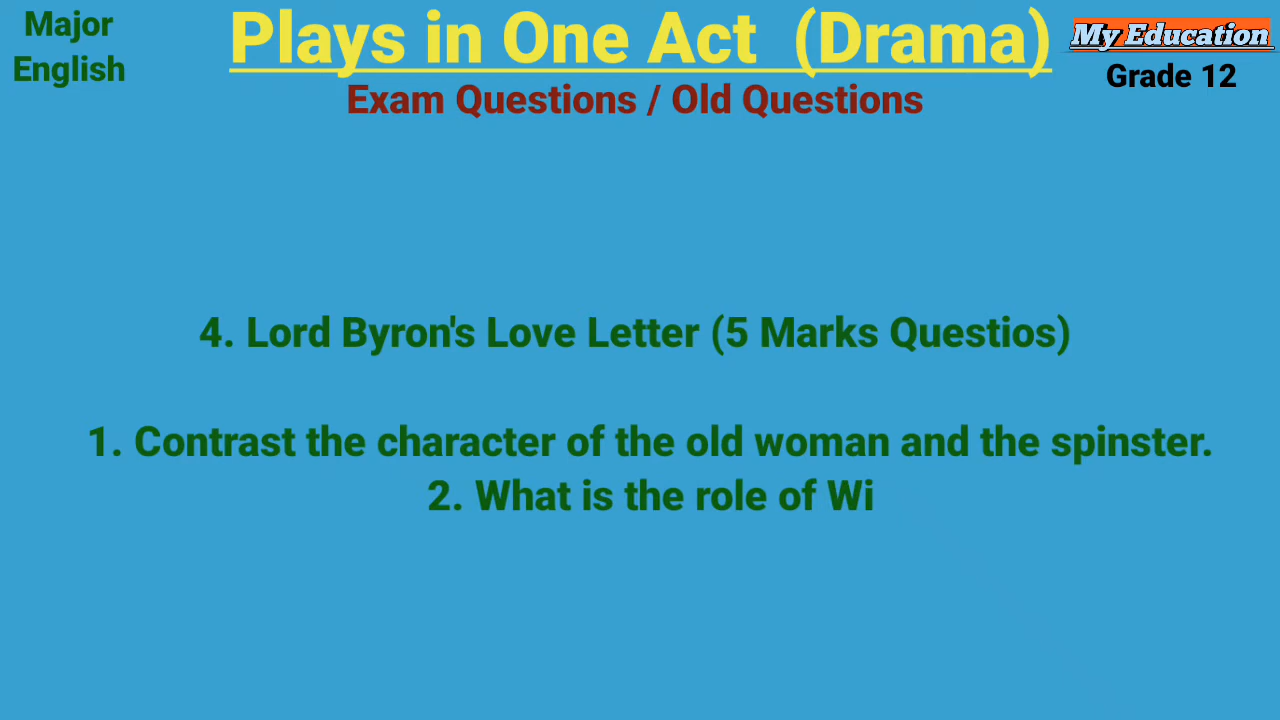 Major
English
Plays in One Act (Drama)
My Education
Grade 12
Exam Questions / Old Questions
4. Lord Byron's Love Letter (5 Marks Questios)
1. Contrast the character of the old woman and the spinster.
2. What is the role of Wi